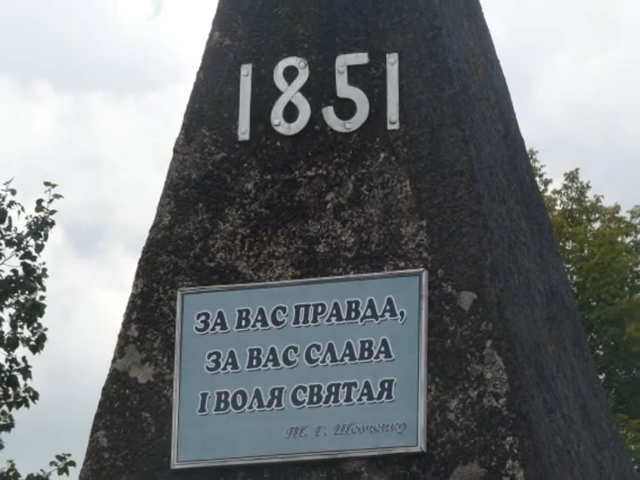 1851
ЗА ВАС ПРАВДА,
ЗА ВАС СЛАВА
І ВОЛЯ СВЯТАЯ
Т. Г. Шевченко